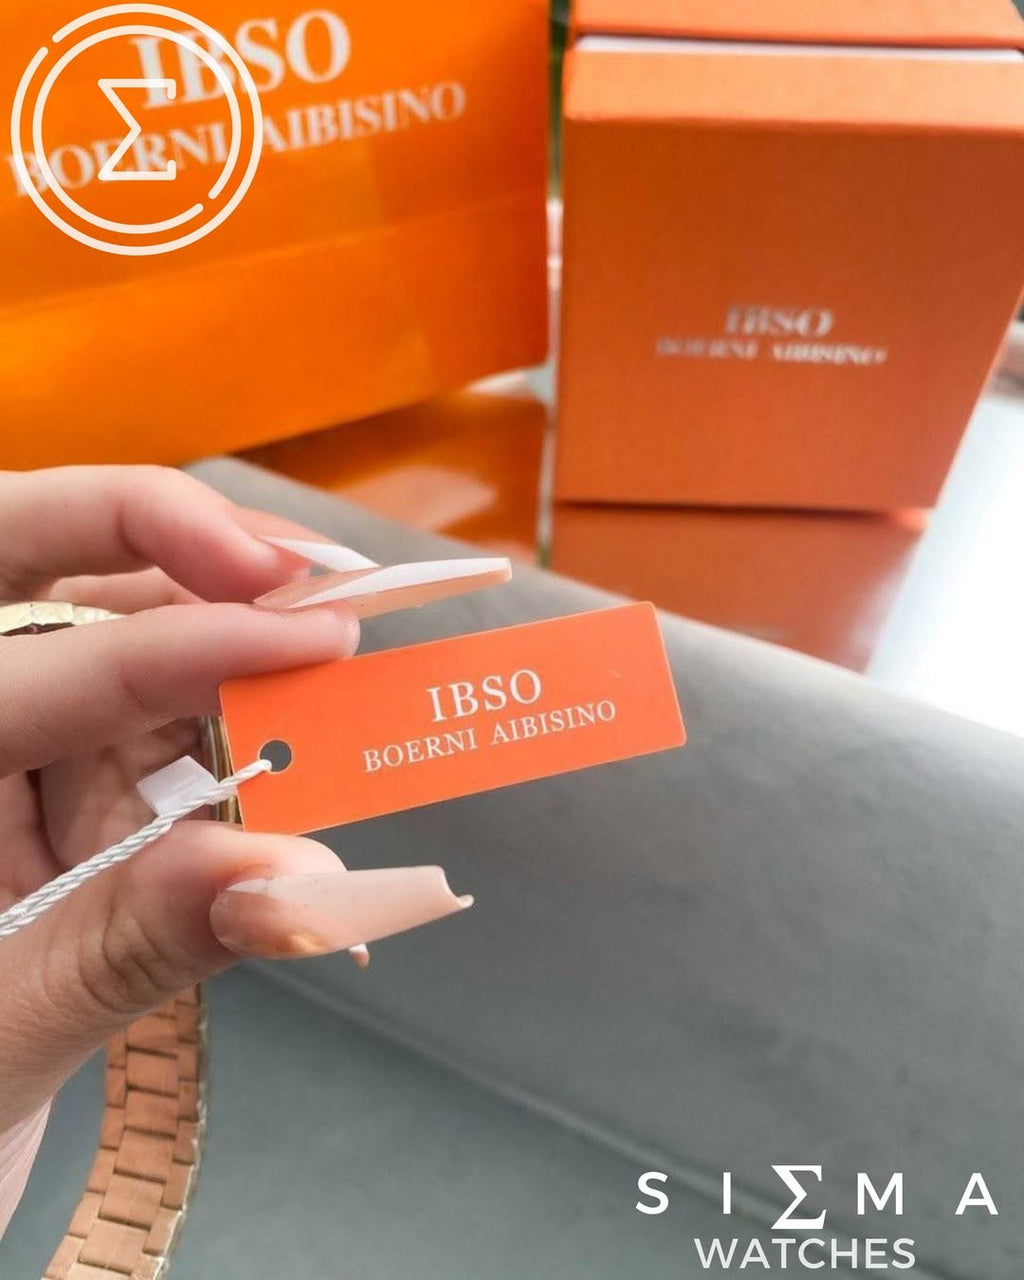 IBSO
BOERNI AIBISINO
Σ
IBSO
BOERNI AIBISINO
IBSO
BOERNI AIBISINO
S I Σ M A
WATCHES